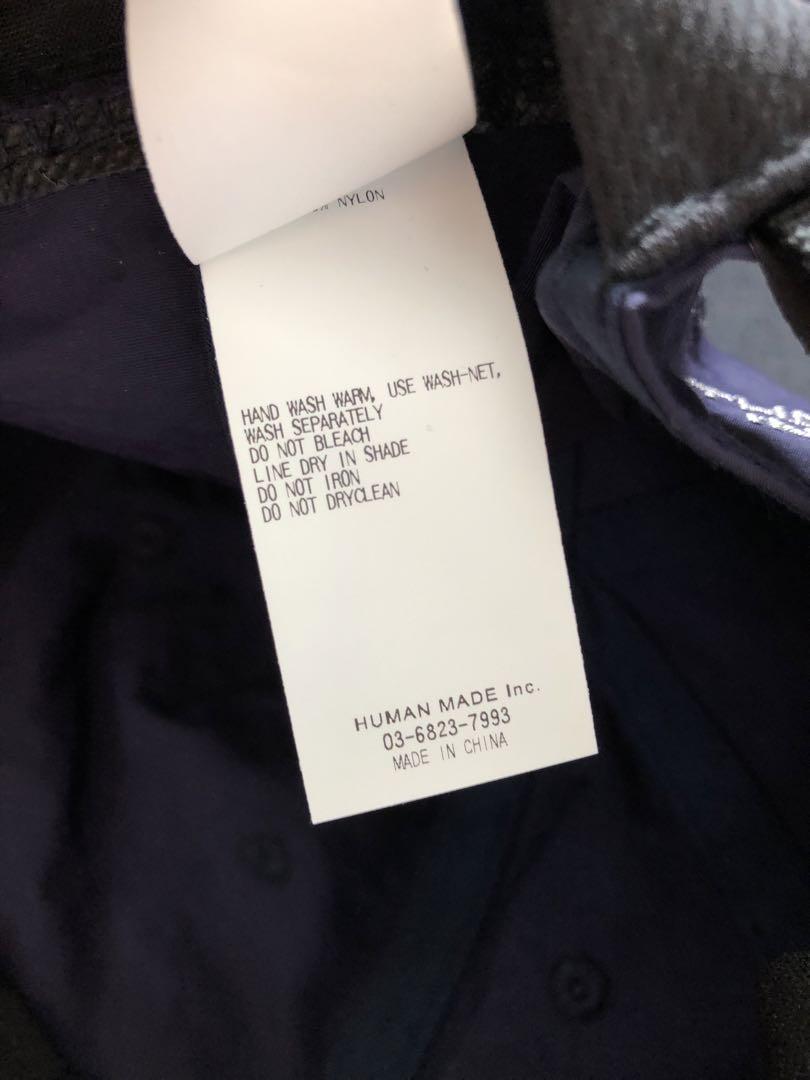 NYLON
HAND WASH WARM, USE WASH-NET,
WASH SEPARATELY
DO NOT BLEACH
LINE DRY IN SHADE
DO NOT IRON
DO NOT DRYCLEAN
HUMAN MADE Inc.
03-6823-7993
MADE IN CHINA